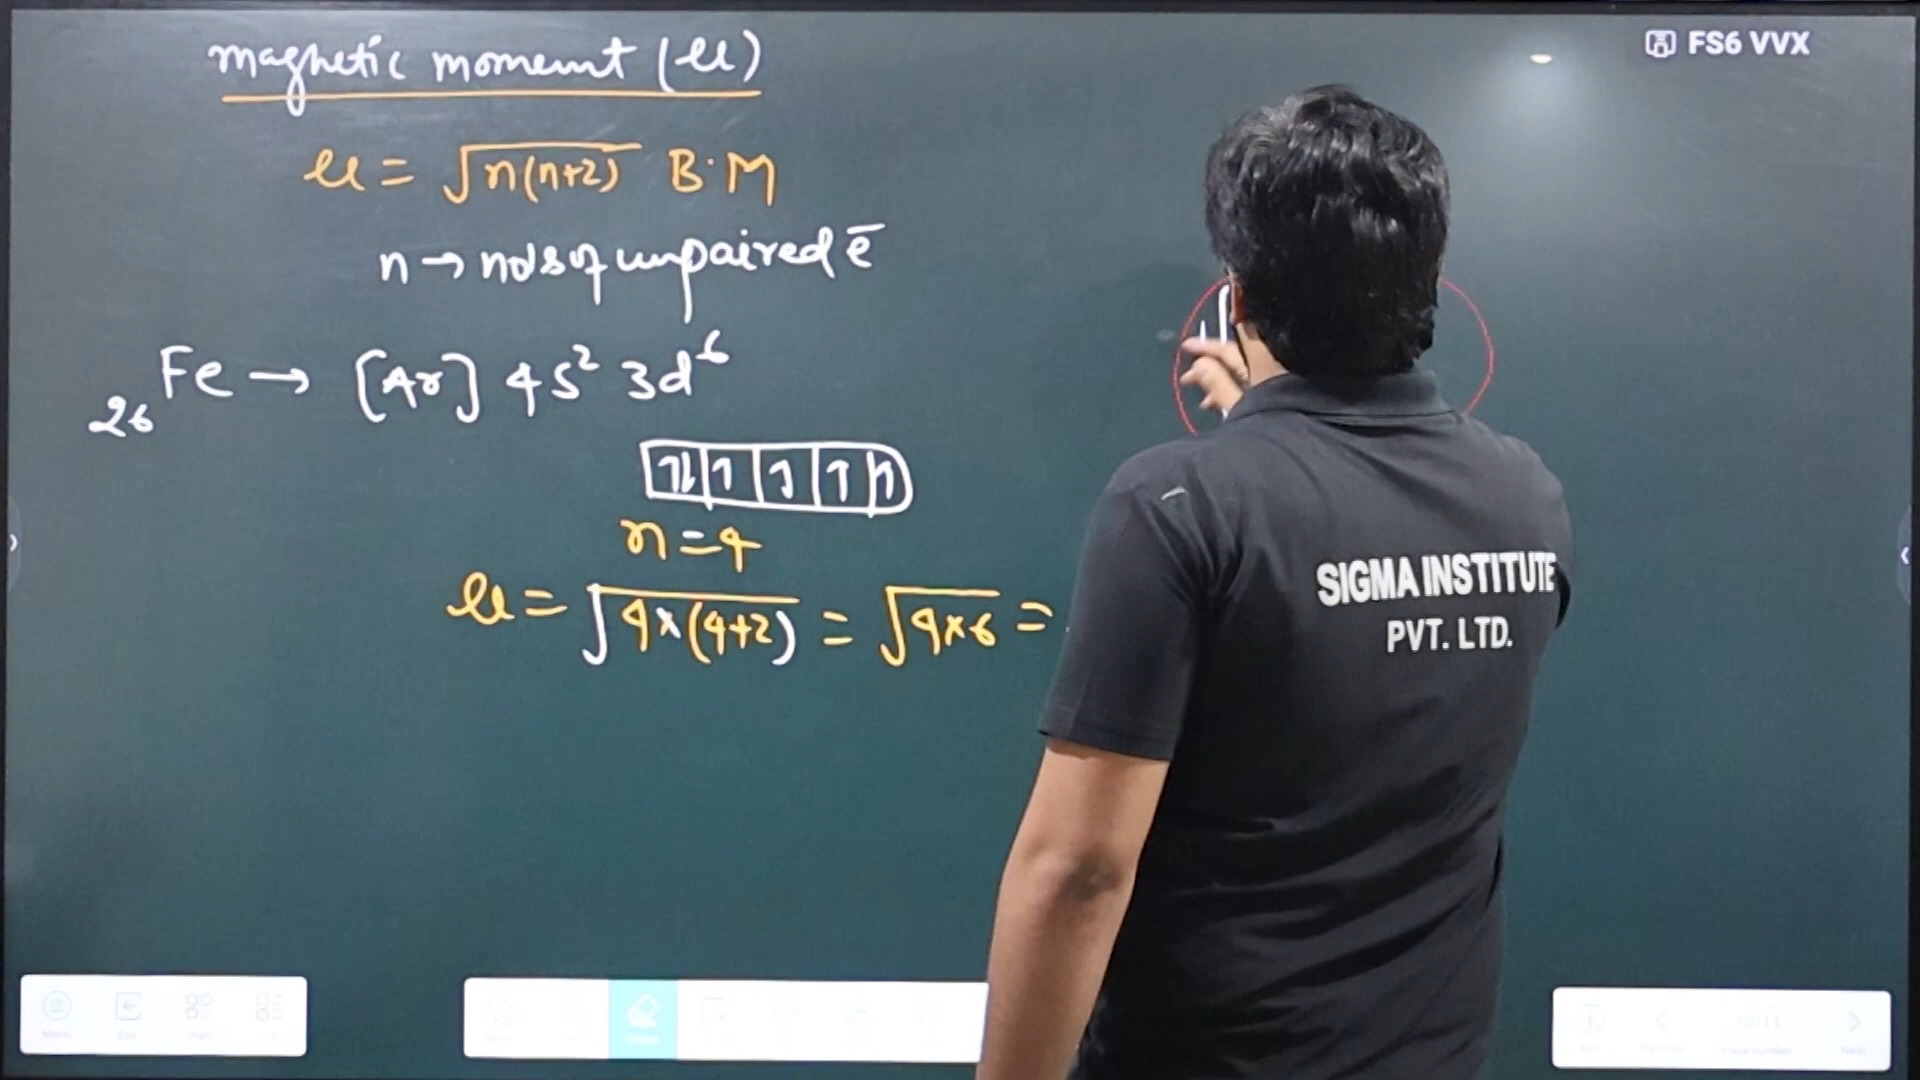 magnetic moment (μ)
μ = √n(n+2) B.M
n → nos of unpaired e̅
₂₆Fe → [Ar] 4s² 3d⁶
↑↓ ↑ ↑ ↑ ↑
n = 4
μ = √4×(4+2) = √4×6 =
FS6 VVX
SIGMA INSTITUTE
PVT. LTD.